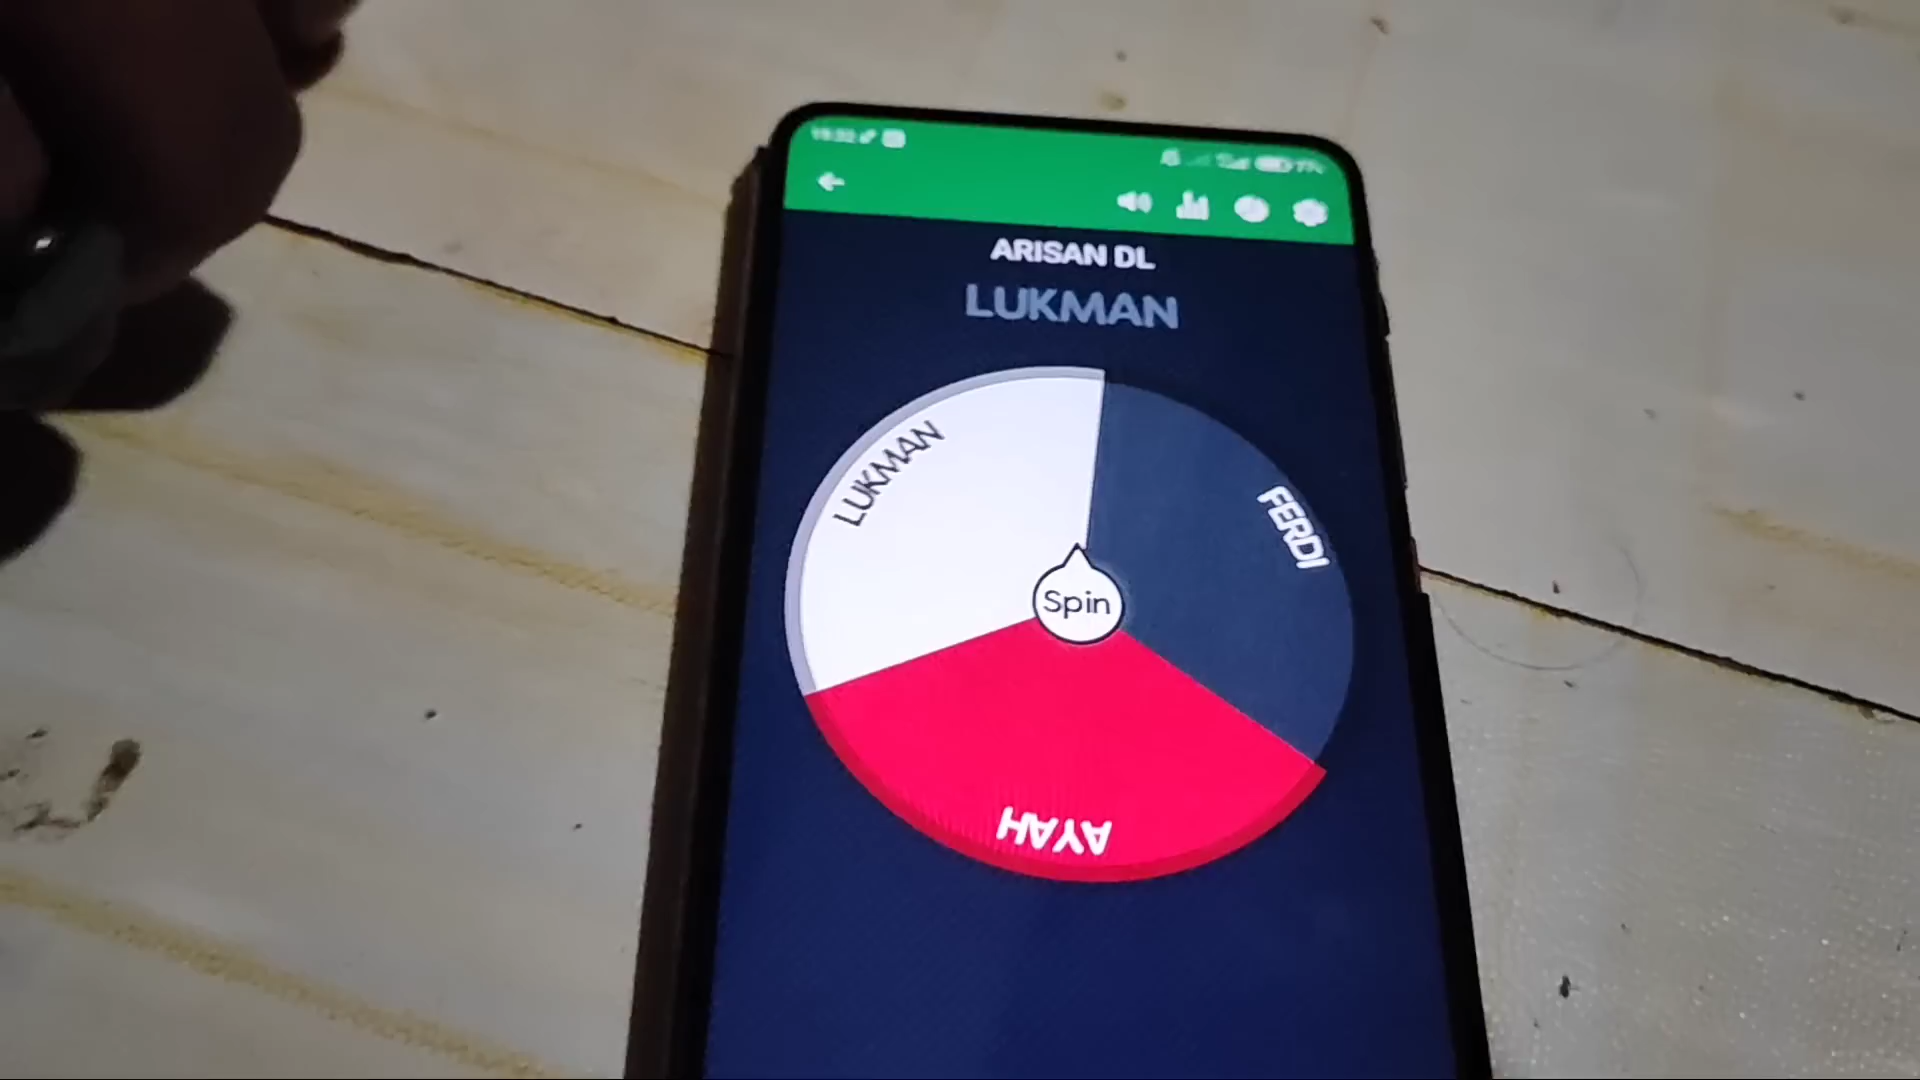 ARISAN DL
LUKMAN
LUKMAN
FERDI
Spin
AYAH